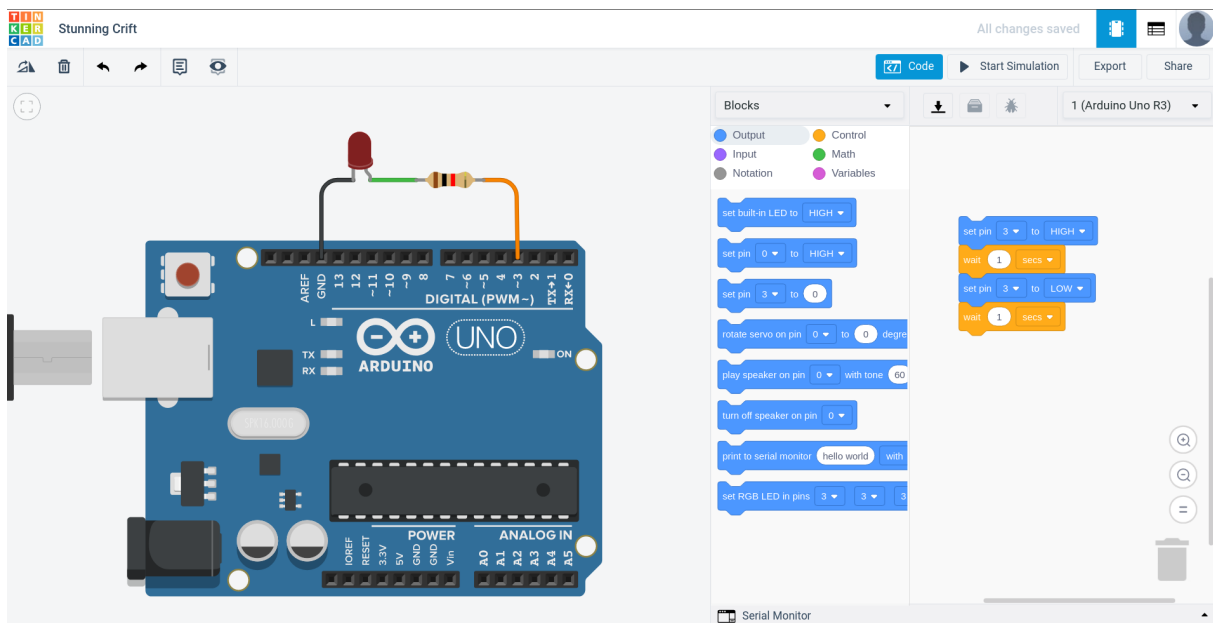 TIN
KER
CAD
Stunning Crift
All changes saved
Code
Start Simulation
Export
Share
Blocks
1 (Arduino Uno R3)
Output
Control
Input
Math
Notation
Variables
set built-in LED to HIGH
set pin 0 to HIGH
set pin 3 to 0
rotate servo on pin 0 to 0 degre
play speaker on pin 0 with tone 60
turn off speaker on pin 0
print to serial monitor hello world with
set RGB LED in pins 3 3 3
set pin 3 to HIGH
wait 1 secs
set pin 3 to LOW
wait 1 secs
AREF
GND
13
12
~11
~10
~9
8
7
~6
~5
4
~3
2
TX→1
RX←0
DIGITAL (PWM~)
L
TX
RX
ARDUINO
UNO
ON
POWER
ANALOG IN
IOREF
RESET
3.3V
5V
GND
GND
Vin
A0
A1
A2
A3
A4
A5
Serial Monitor